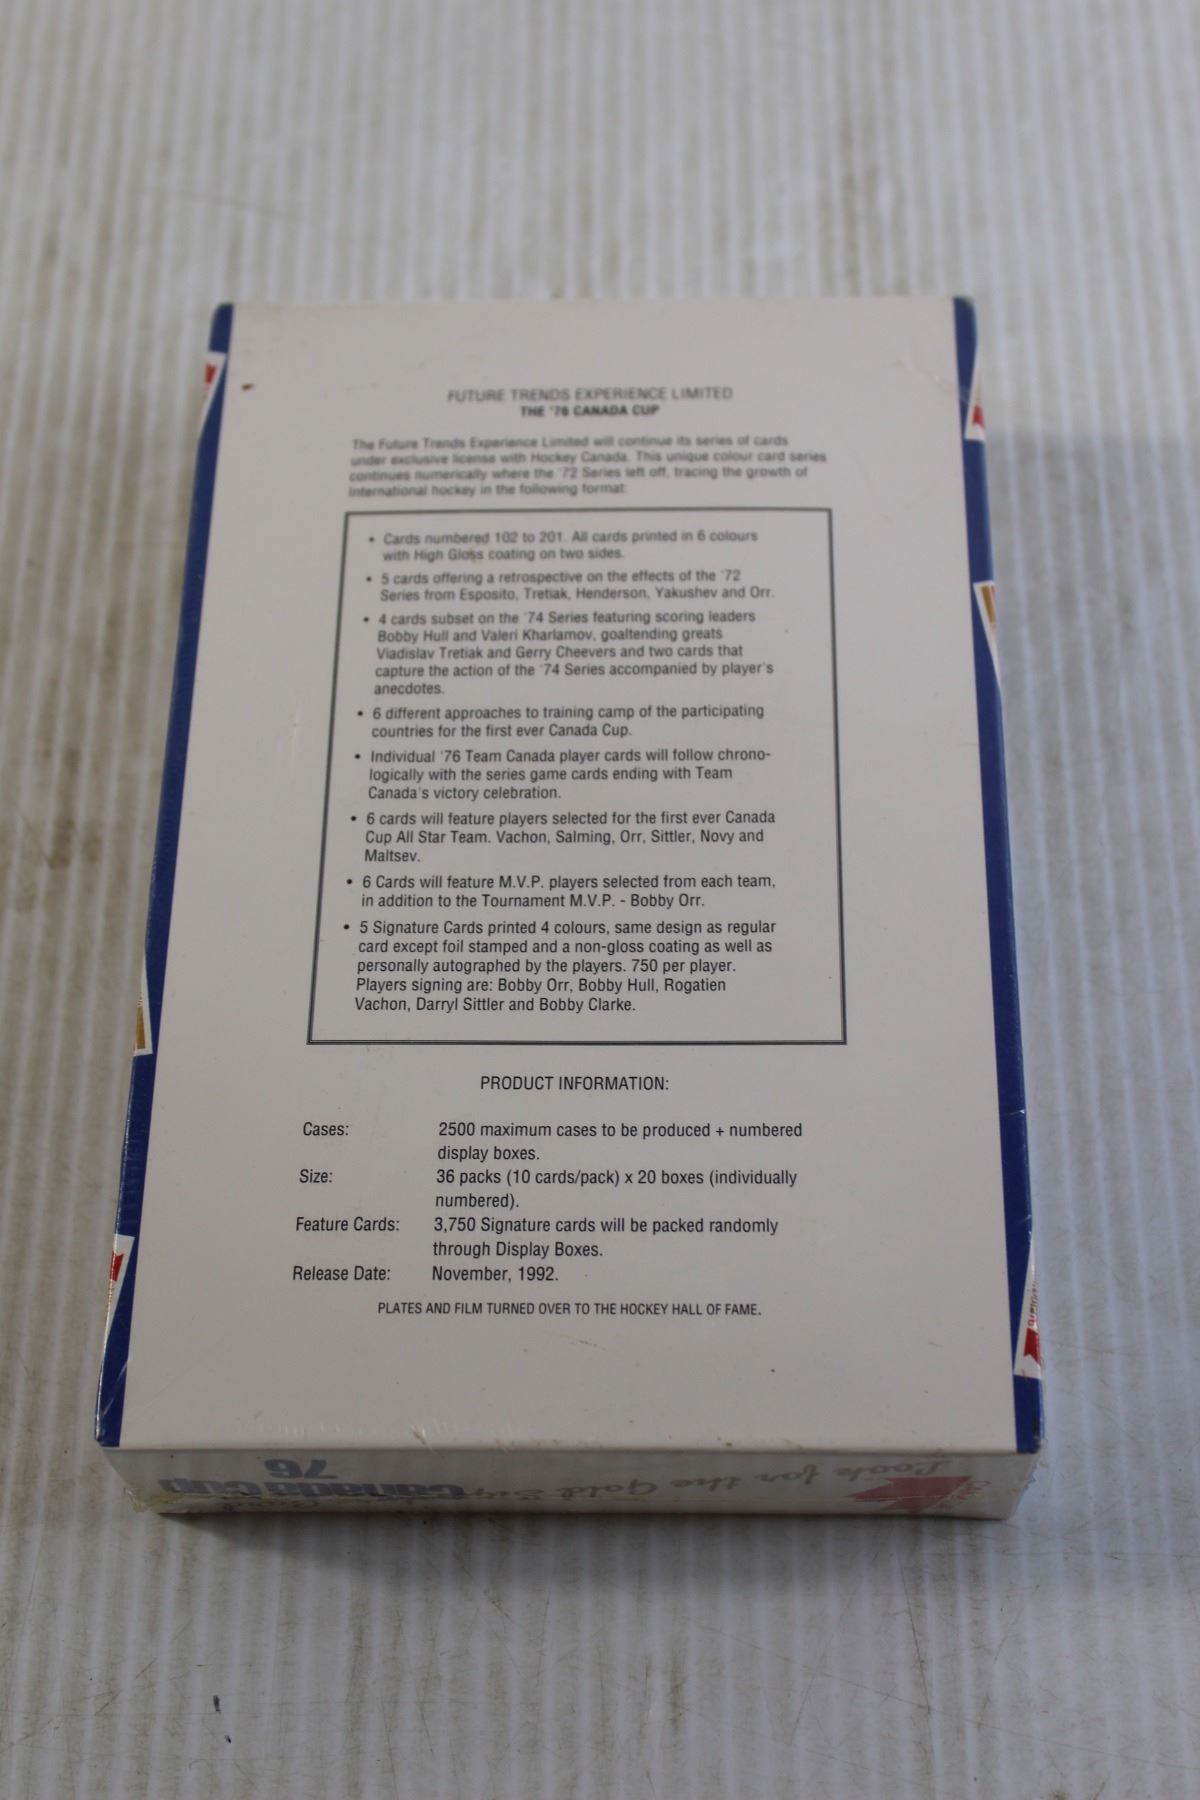 FUTURE TRENDS EXPERIENCE LIMITED
THE '76 CANADA CUP
The Future Trends Experience Limited will continue its series of cards
under exclusive license with Hockey Canada. This unique colour card series
continues numerically where the '72 Series left off, tracing the growth of
International hockey in the following format:
• Cards numbered 102 to 201. All cards printed in 6 colours
with High Gloss coating on two sides.
• 5 cards offering a retrospective on the effects of the '72
Series from Esposito, Tretiak, Henderson, Yakushev and Orr.
• 4 cards subset on the '74 Series featuring scoring leaders
Bobby Hull and Valeri Kharlamov, goaltending greats
Vladislav Tretiak and Gerry Cheevers and two cards that
capture the action of the '74 Series accompanied by player's
anecdotes.
• 6 different approaches to training camp of the participating
countries for the first ever Canada Cup.
• Individual '76 Team Canada player cards will follow chrono-
logically with the series game cards ending with Team
Canada's victory celebration.
• 6 cards will feature players selected for the first ever Canada
Cup All Star Team. Vachon, Salming, Orr, Sittler, Novy and
Maltsev.
• 6 Cards will feature M.V.P. players selected from each team,
in addition to the Tournament M.V.P. - Bobby Orr.
• 5 Signature Cards printed 4 colours, same design as regular
card except foil stamped and a non-gloss coating as well as
personally autographed by the players. 750 per player.
Players signing are: Bobby Orr, Bobby Hull, Rogatien
Vachon, Darryl Sittler and Bobby Clarke.
PRODUCT INFORMATION:
Cases: 2500 maximum cases to be produced + numbered
display boxes.
Size: 36 packs (10 cards/pack) x 20 boxes (individually
numbered).
Feature Cards: 3,750 Signature cards will be packed randomly
through Display Boxes.
Release Date: November, 1992.
PLATES AND FILM TURNED OVER TO THE HOCKEY HALL OF FAME.
Look for the Gold
Canada Cup
76